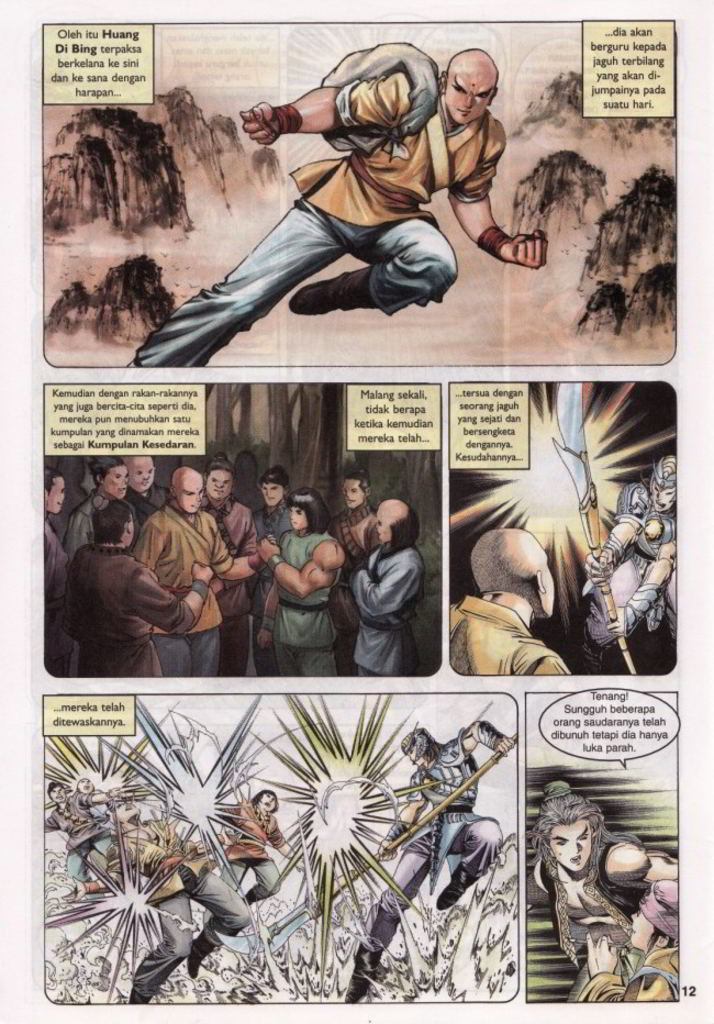 Oleh itu Huang
Di Bing terpaksa
berkelana ke sini
dan ke sana dengan
harapan...
...dia akan
berguru kepada
jaguh terbilang
yang akan di-
jumpainya pada
suatu hari.
Kemudian dengan rakan-rakannya
yang juga bercita-cita seperti dia,
mereka pun menubuhkan satu
kumpulan yang dinamakan mereka
sebagai Kumpulan Kesedaran.
Malang sekali,
tidak berapa
ketika kemudian
mereka telah...
...tersua dengan
seorang jaguh
yang sejati dan
bersengketa
dengannya.
Kesudahannya...
...mereka telah
ditewaskannya.
Tenang!
Sungguh beberapa
orang saudaranya telah
dibunuh tetapi dia hanya
luka parah.
12